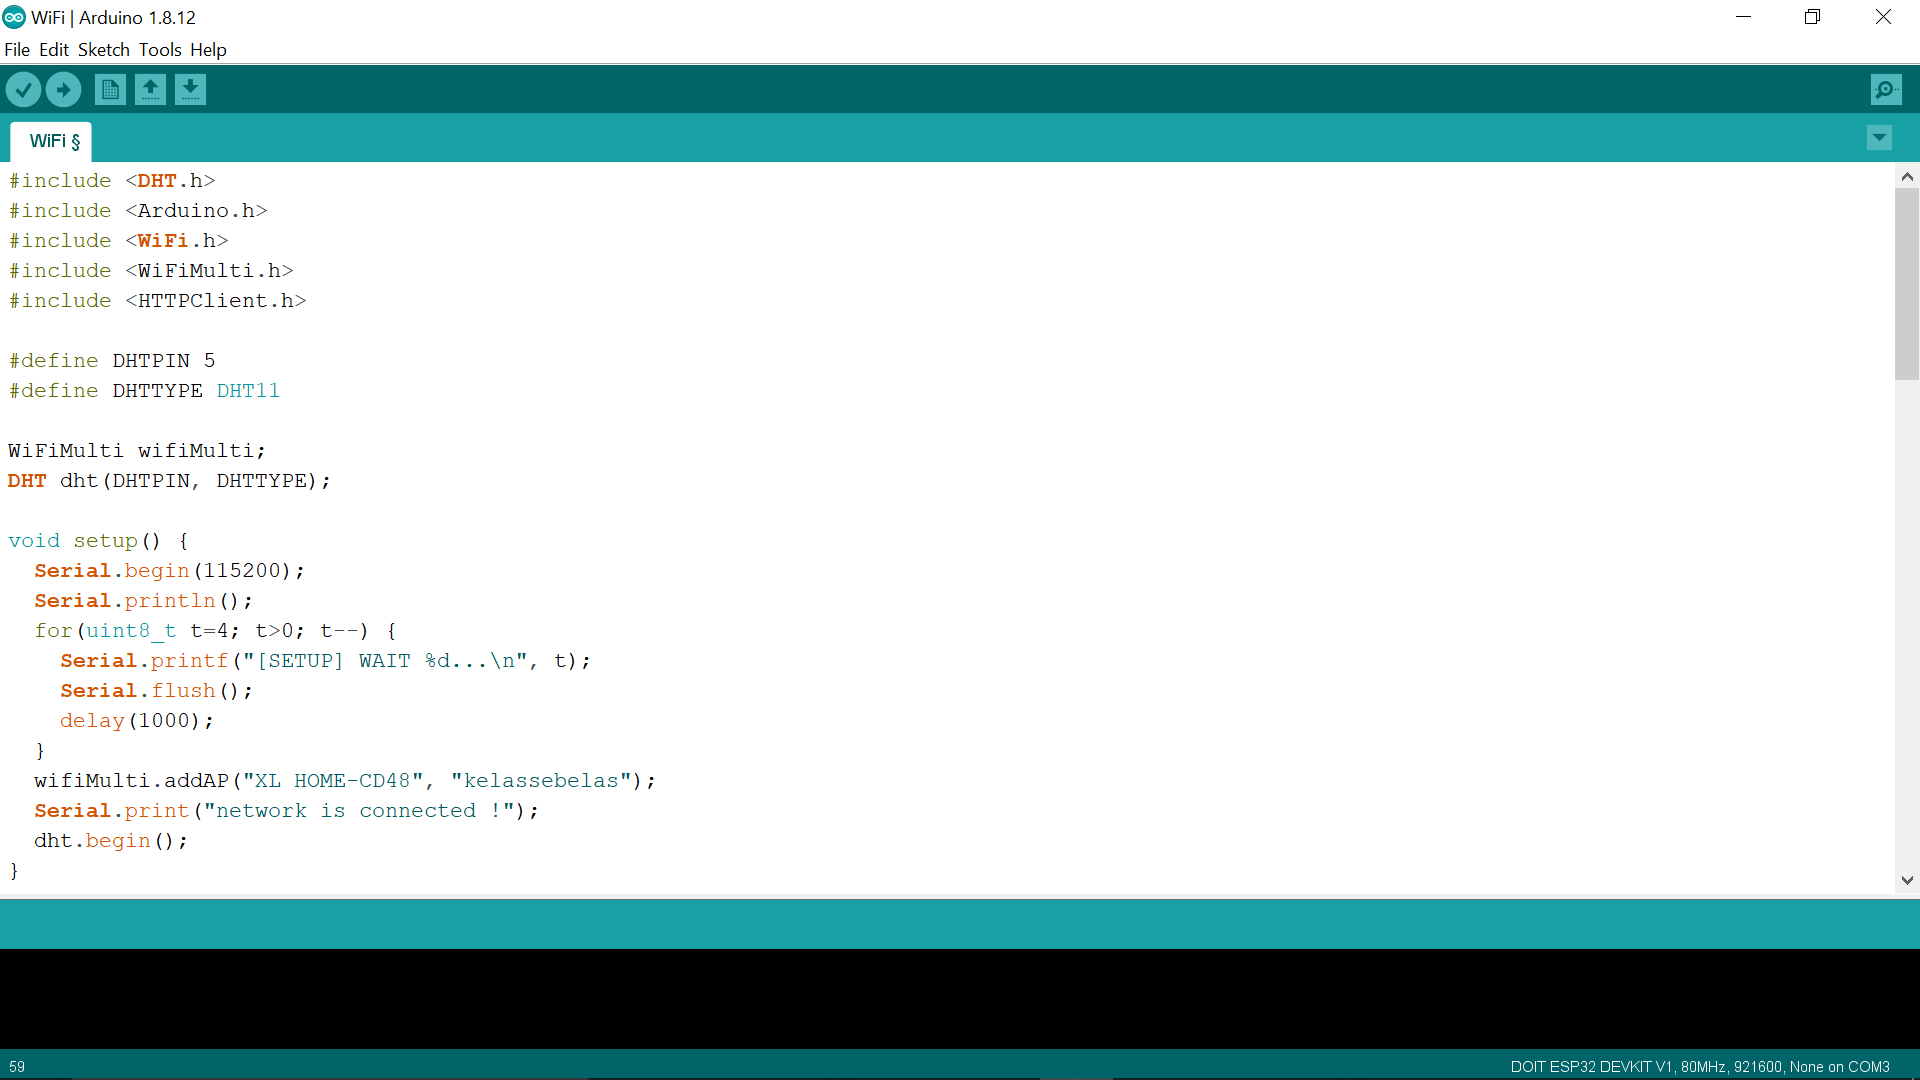 WiFi | Arduino 1.8.12
File Edit Sketch Tools Help
WiFi §
#include <DHT.h>
#include <Arduino.h>
#include <WiFi.h>
#include <WiFiMulti.h>
#include <HTTPClient.h>
#define DHTPIN 5
#define DHTTYPE DHT11
WiFiMulti wifiMulti;
DHT dht(DHTPIN, DHTTYPE);
void setup() {
  Serial.begin(115200);
  Serial.println();
  for(uint8_t t=4; t>0; t--) {
    Serial.printf("[SETUP] WAIT %d...\n", t);
    Serial.flush();
    delay(1000);
  }
  wifiMulti.addAP("XL HOME-CD48", "kelassebelas");
  Serial.print("network is connected !");
  dht.begin();
}
59
DOIT ESP32 DEVKIT V1, 80MHz, 921600, None on COM3